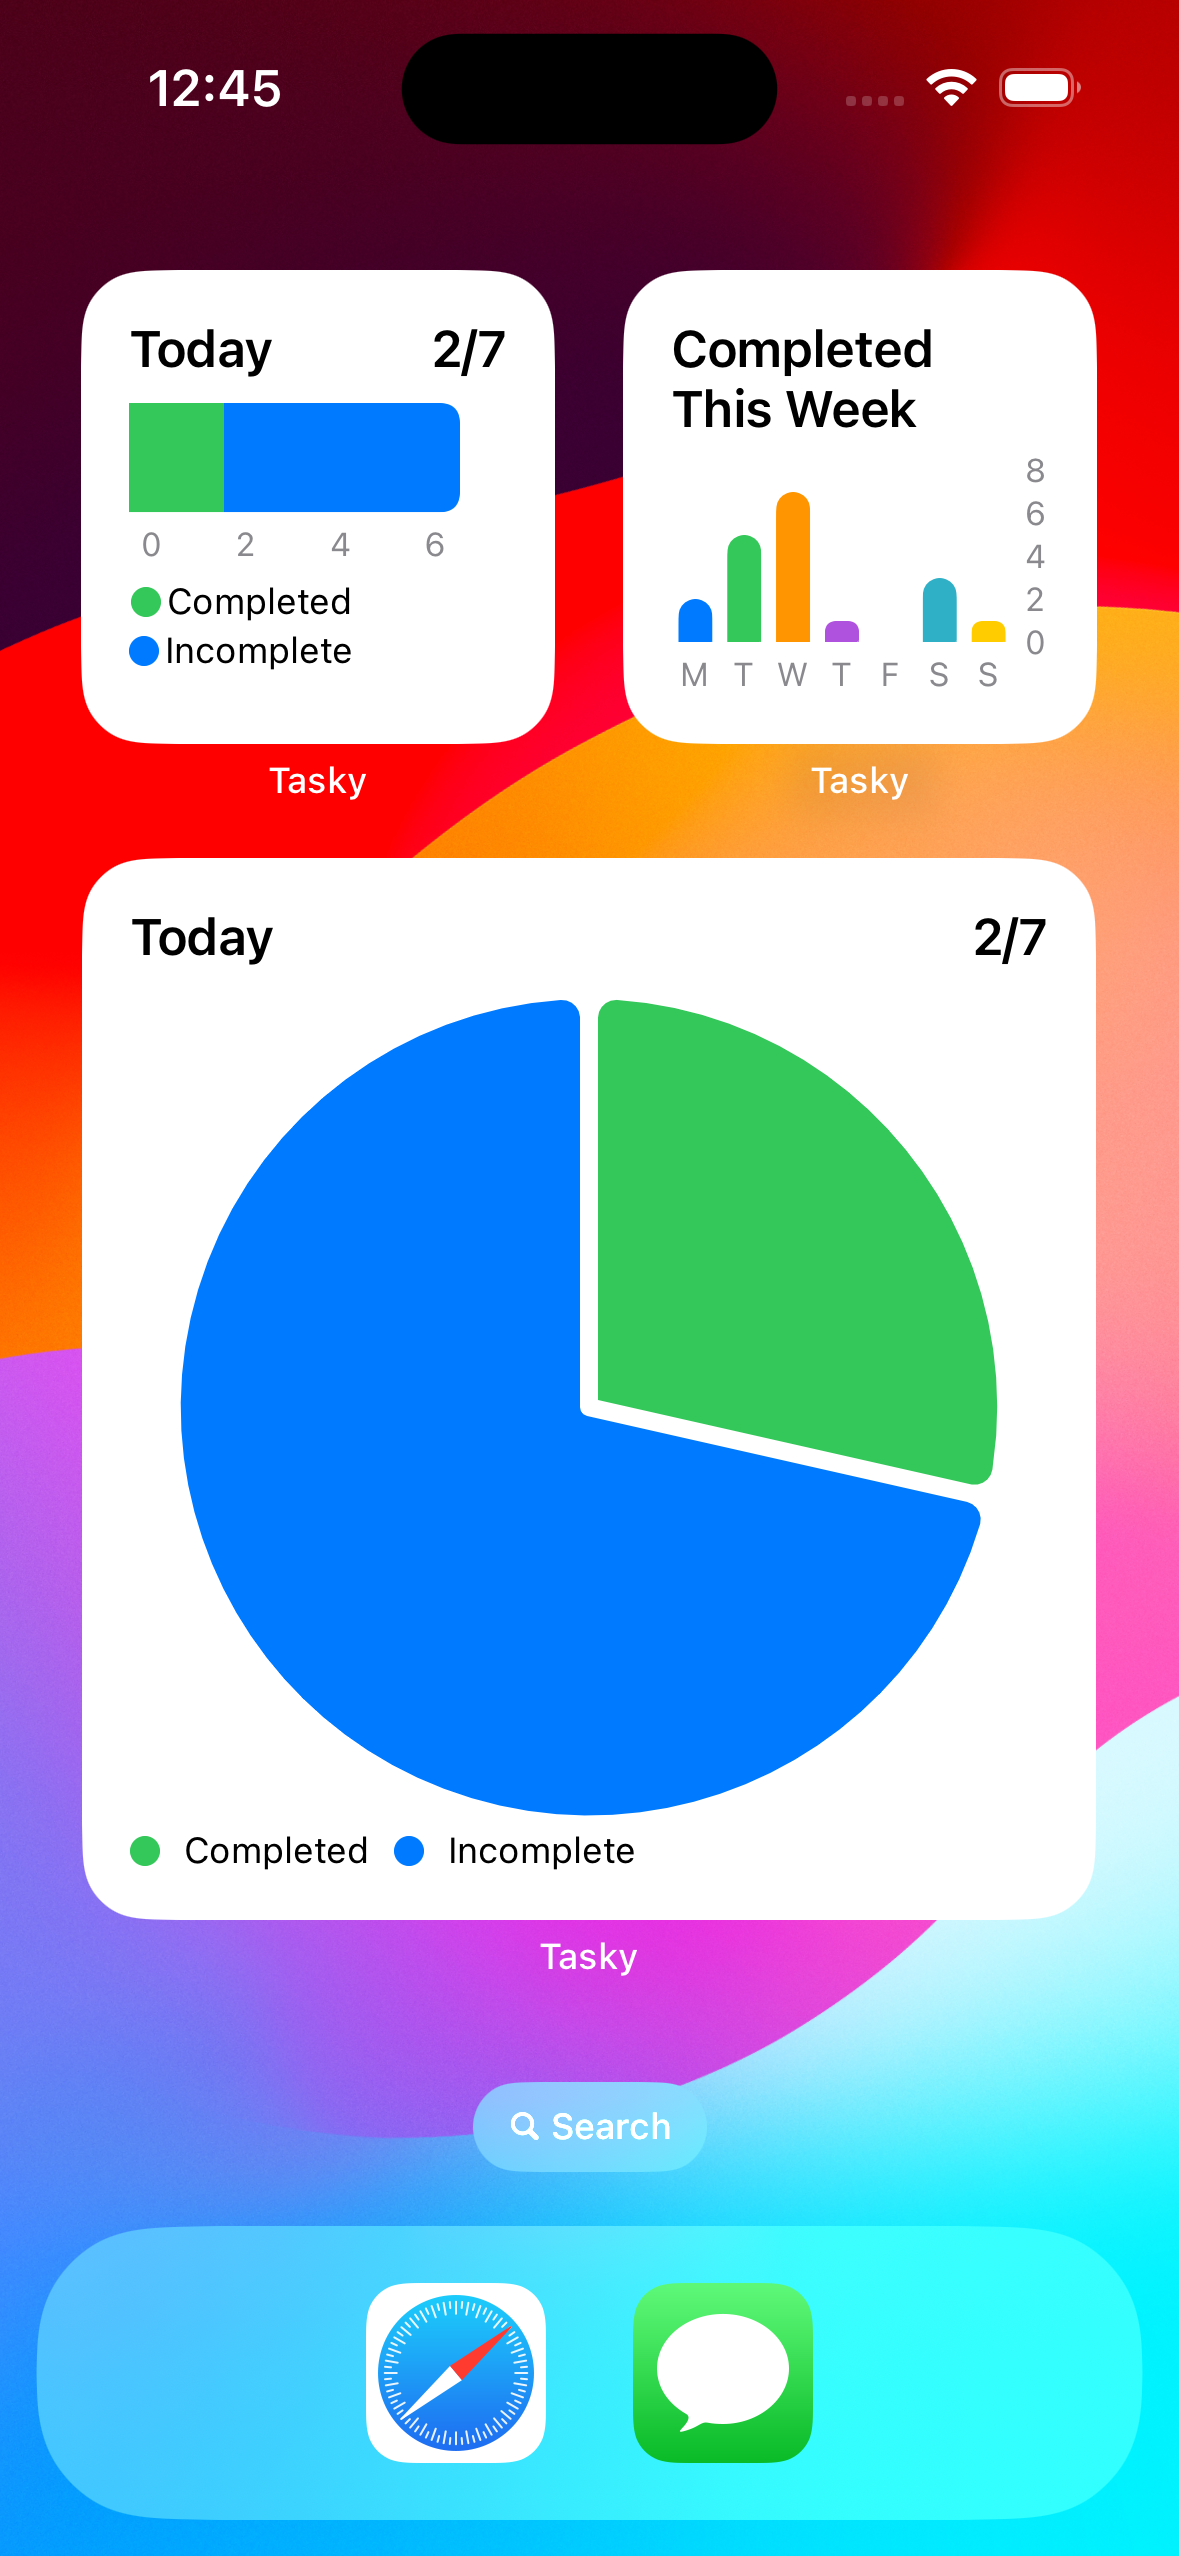 12:45
Today 2/7
0 2 4 6
Completed
Incomplete
Tasky
Completed
This Week
8
6
4
2
0
M T W T F S S
Tasky
Today 2/7
Completed Incomplete
Tasky
Search